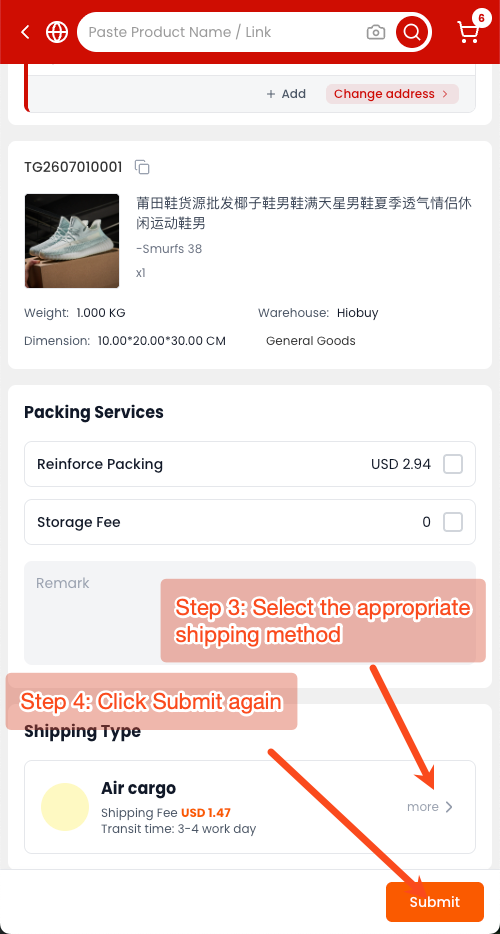 6
Paste Product Name / Link
+ Add
Change address >
TG2607010001
莆田鞋货源批发椰子鞋男鞋满天星男鞋夏季透气情侣休
闲运动鞋男
-Smurfs 38
x1
Weight: 1.000 KG
Warehouse: Hiobuy
Dimension: 10.00*20.00*30.00 CM
General Goods
Packing Services
Reinforce Packing
USD 2.94
Storage Fee
0
Remark
Step 3: Select the appropriate
shipping method
Step 4: Click Submit again
Shipping Type
Air cargo
Shipping Fee USD 1.47
Transit time: 3-4 work day
more >
Submit